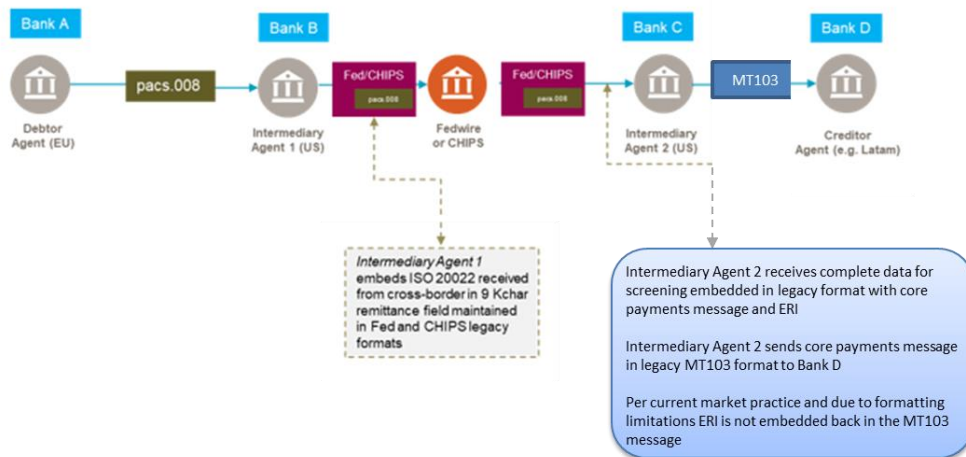 Bank A
Bank B
Bank C
Bank D
pacs.008
Fed/CHIPS
pacs.008
Fed/CHIPS
pacs.008
MT103
Debtor
Agent (EU)
Intermediary
Agent 1 (US)
Fedwire
or CHIPS
Intermediary
Agent 2 (US)
Creditor
Agent (e.g. Latam)
Intermediary Agent 1
embeds ISO 20022 received
from cross-border in 9 Kchar
remittance field maintained
in Fed and CHIPS legacy
formats
Intermediary Agent 2 receives complete data for
screening embedded in legacy format with core
payments message and ERI
Intermediary Agent 2 sends core payments message
in legacy MT103 format to Bank D
Per current market practice and due to formatting
limitations ERI is not embedded back in the MT103
message